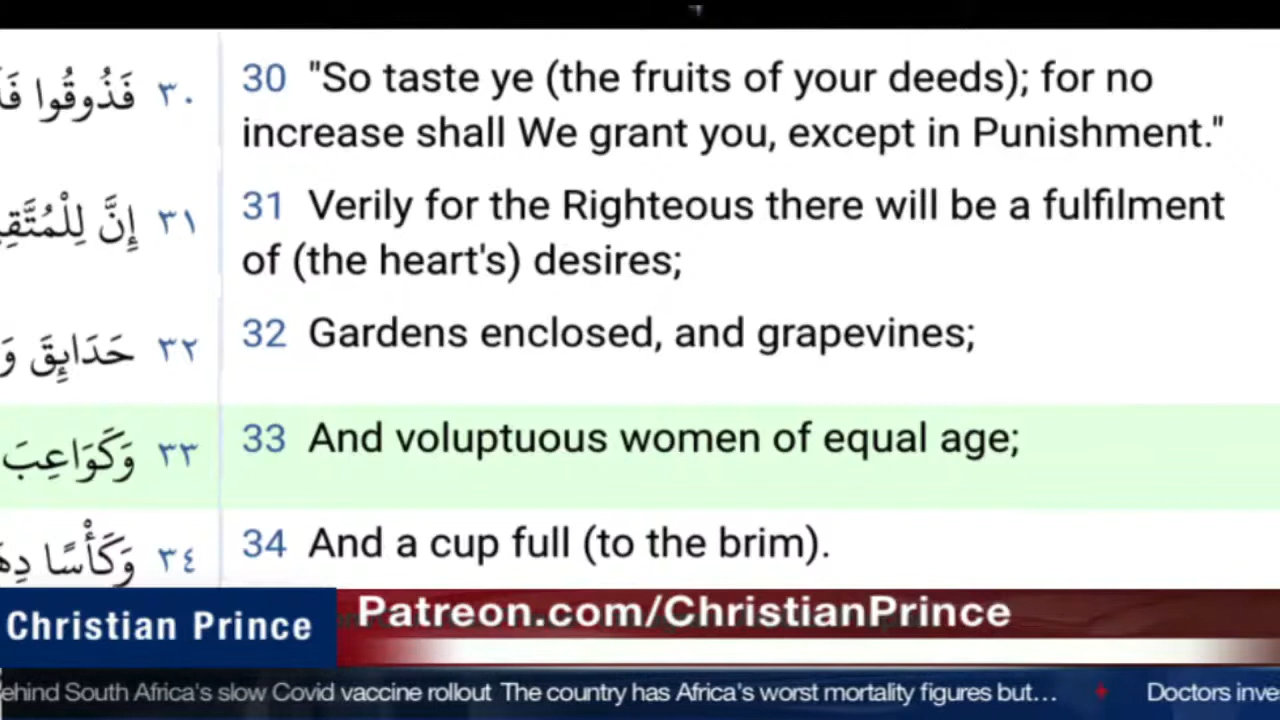 30 "So taste ye (the fruits of your deeds); for no
increase shall We grant you, except in Punishment."
٣٠ فَذُوقُوا
31 Verily for the Righteous there will be a fulfilment
of (the heart's) desires;
٣١ إِنَّ
32 Gardens enclosed, and grapevines;
٣٢ حَدَايِٕقَ
33 And voluptuous women of equal age;
٣٣ وَكَوَاعِبَ
34 And a cup full (to the brim).
٣٤ وَكَأْسًا
Christian Prince
Patreon.com/ChristianPrince
South Africa's slow Covid vaccine rollout The country has Africa's worst mortality figures but... Doctors